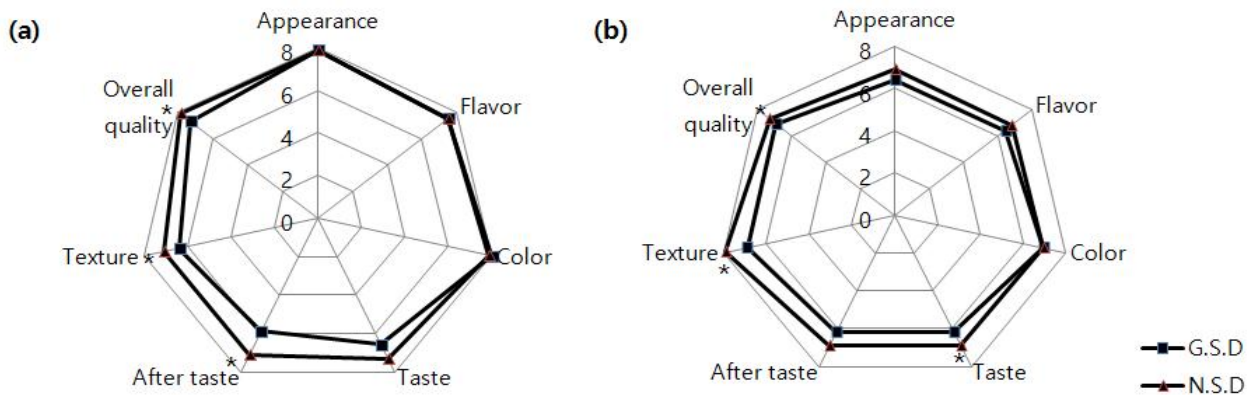 (a)
Appearance
8
6
4
2
0
Flavor
Color
Taste
After taste
*
Texture
*
Overall
quality
*
(b)
Appearance
8
6
4
2
0
Flavor
Color
Taste
*
After taste
Texture
*
Overall
quality
*
G.S.D
N.S.D